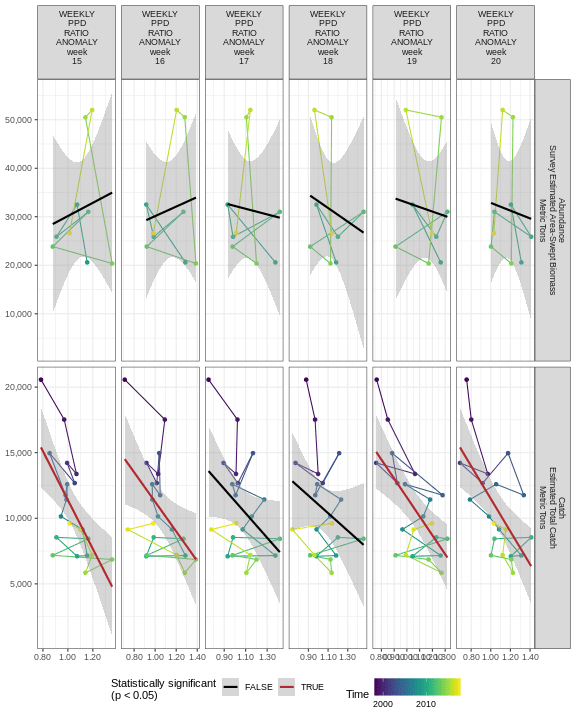 WEEKLY
PPD
RATIO
ANOMALY
week
15
WEEKLY
PPD
RATIO
ANOMALY
week
16
WEEKLY
PPD
RATIO
ANOMALY
week
17
WEEKLY
PPD
RATIO
ANOMALY
week
18
WEEKLY
PPD
RATIO
ANOMALY
week
19
WEEKLY
PPD
RATIO
ANOMALY
week
20
50,000
40,000
30,000
20,000
10,000
Abundance
Survey Estimated Area-Swept Biomass
Metric Tons
20,000
15,000
10,000
5,000
Catch
Estimated Total Catch
Metric Tons
0.80 1.00 1.20
0.80 1.00 1.20 1.40
0.90 1.10 1.30
0.90 1.10 1.30
0.80 1.00 1.20 1.40
Statistically significant
(p < 0.05)
FALSE
TRUE
Time
2000 2010